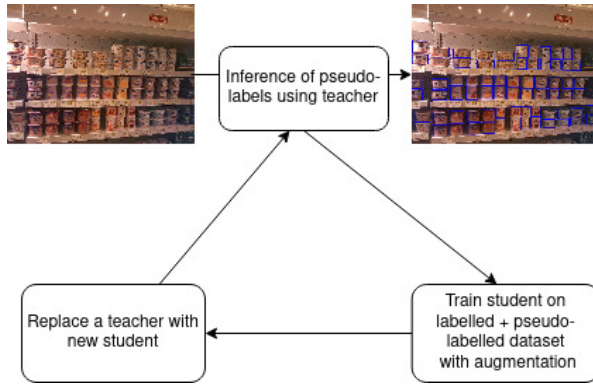 Inference of pseudo-
labels using teacher
Replace a teacher with
new student
Train student on
labelled + pseudo-
labelled dataset
with augmentation